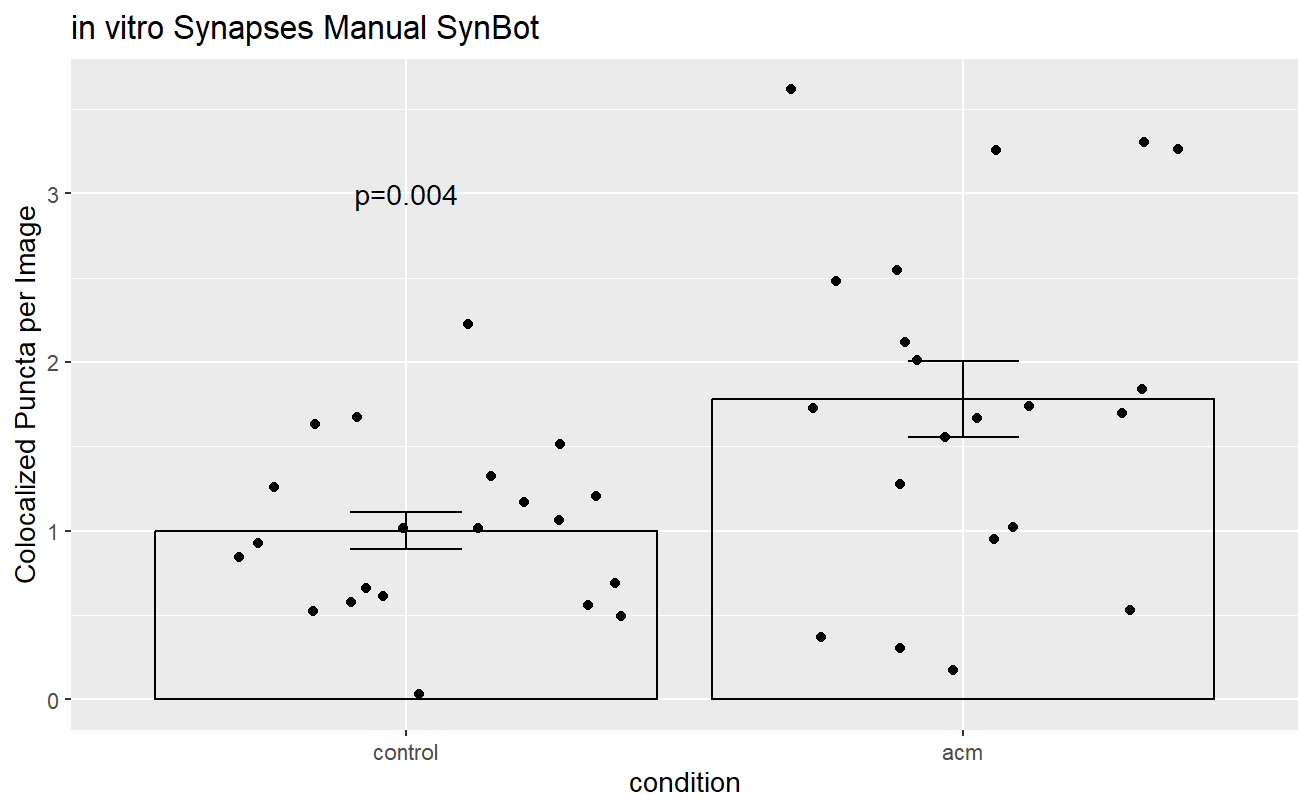 in vitro Synapses Manual SynBot
Colocalized Puncta per Image
3
2
1
0
p=0.004
control
acm
condition